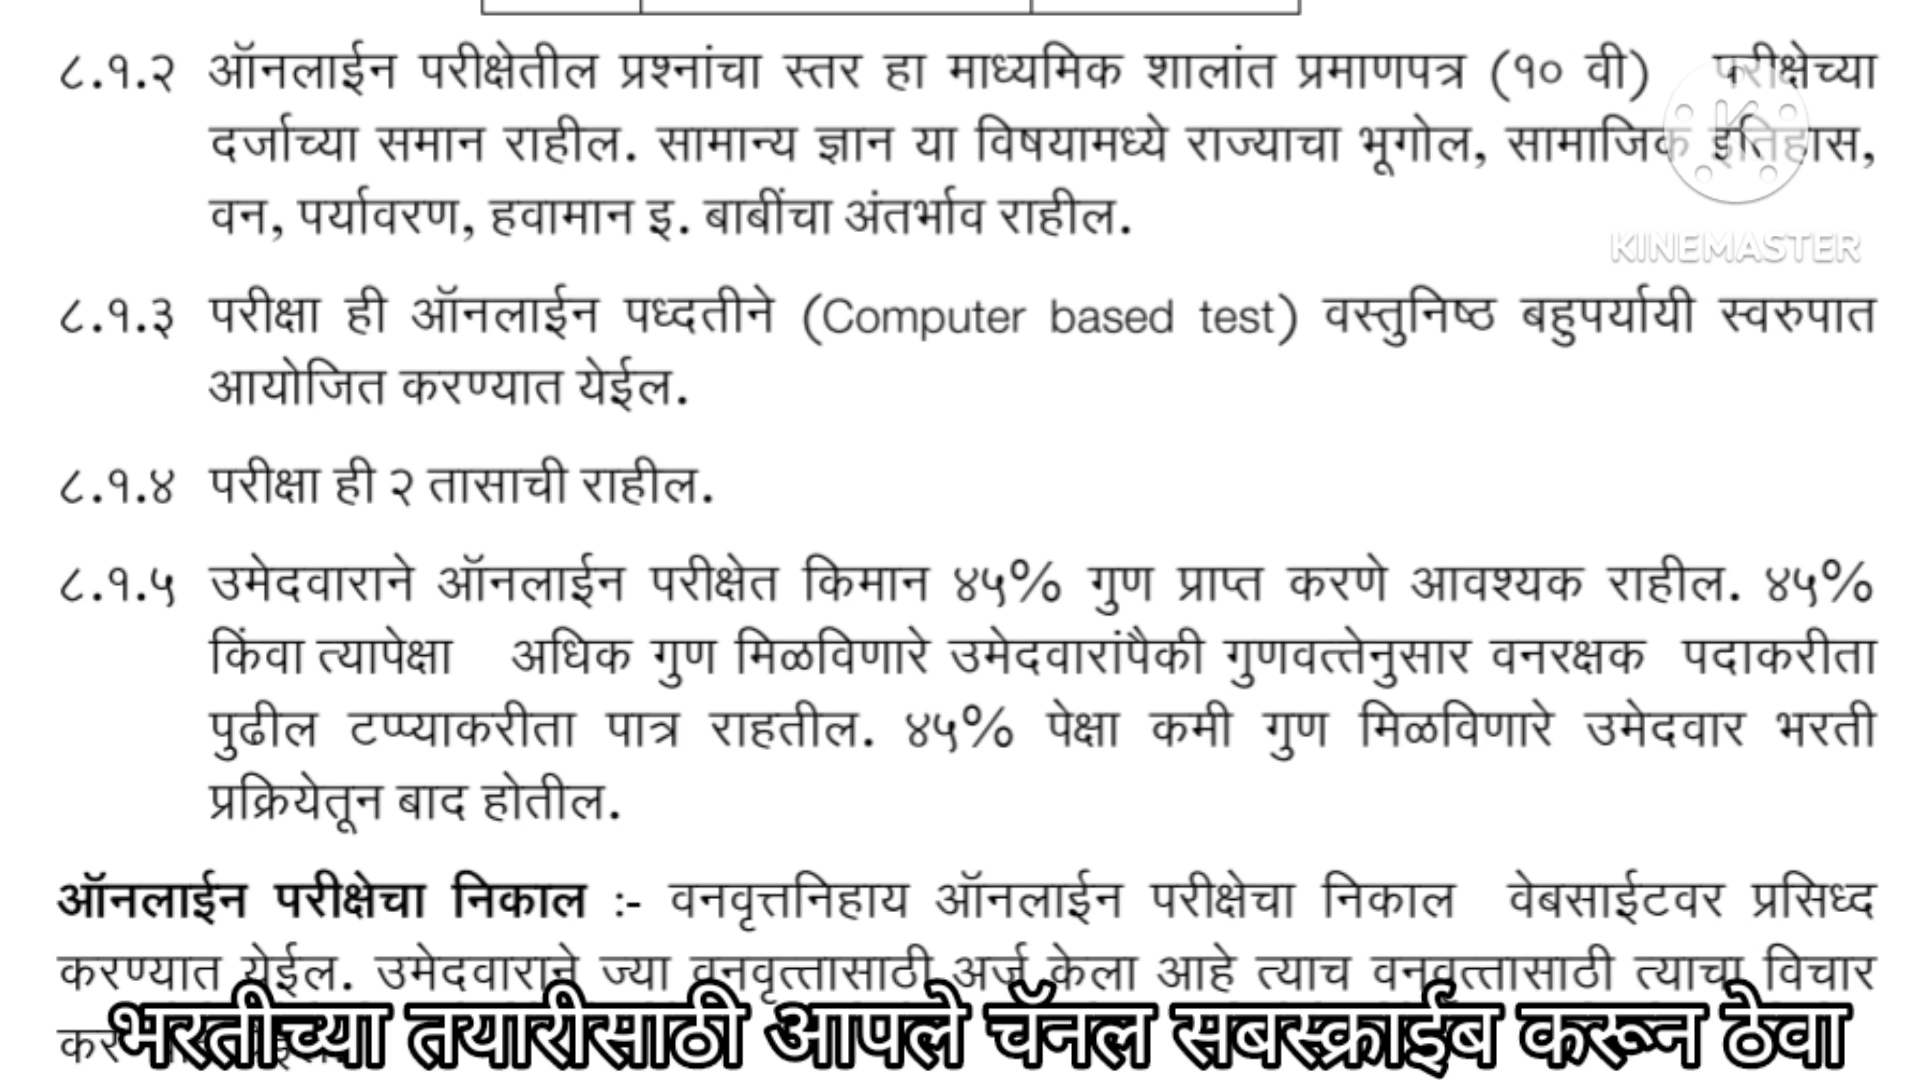 ८.१.२ ऑनलाईन परीक्षेतील प्रश्नांचा स्तर हा माध्यमिक शालांत प्रमाणपत्र (१० वी) परीक्षेच्या
दर्जाच्या समान राहील. सामान्य ज्ञान या विषयामध्ये राज्याचा भूगोल, सामाजिक इतिहास,
वन, पर्यावरण, हवामान इ. बाबींचा अंतर्भाव राहील.
KINEMASTER
८.१.३ परीक्षा ही ऑनलाईन पध्दतीने (Computer based test) वस्तुनिष्ठ बहुपर्यायी स्वरुपात
आयोजित करण्यात येईल.
८.१.४ परीक्षा ही २ तासाची राहील.
८.१.५ उमेदवाराने ऑनलाईन परीक्षेत किमान ४५% गुण प्राप्त करणे आवश्यक राहील. ४५%
किंवा त्यापेक्षा अधिक गुण मिळविणारे उमेदवारांपैकी गुणवत्तेनुसार वनरक्षक पदाकरीता
पुढील टप्प्याकरीता पात्र राहतील. ४५% पेक्षा कमी गुण मिळविणारे उमेदवार भरती
प्रक्रियेतून बाद होतील.
ऑनलाईन परीक्षेचा निकाल :- वनवृत्तनिहाय ऑनलाईन परीक्षेचा निकाल वेबसाईटवर प्रसिध्द
करण्यात येईल. उमेदवाराने ज्या वनवृत्तासाठी अर्ज केला आहे त्याच वनवृत्तासाठी त्याचा विचार
भरतीच्या तयारीसाठी आपले चॅनल सबस्क्राईब करून ठेवा